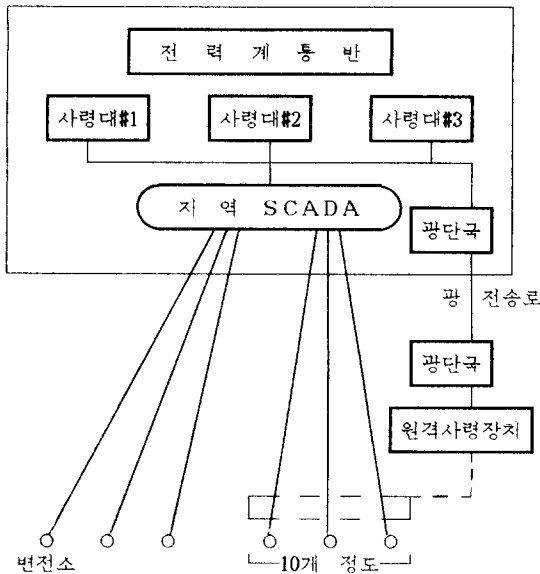 전 력 계 통 반
사령대#1 사령대#2 사령대#3
지 역 SCADA
광단국
광 전송로
광단국
원격사령장치
변전소
10개 정도